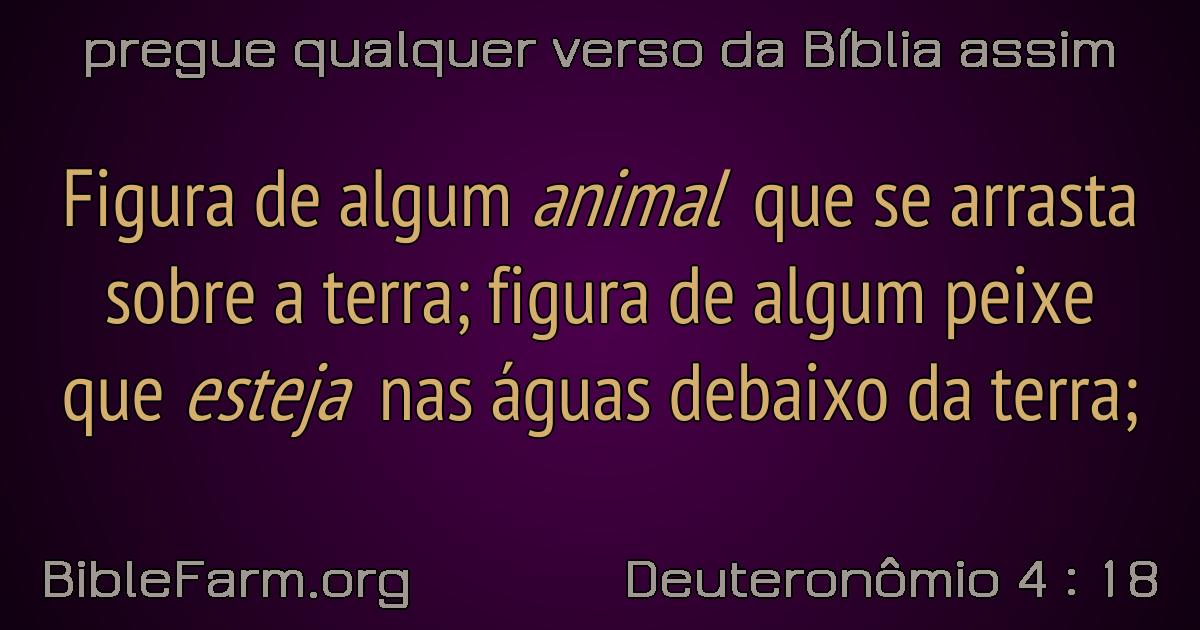 pregue qualquer verso da Bíblia assim
Figura de algum animal que se arrasta
sobre a terra; figura de algum peixe
que esteja nas águas debaixo da terra;
BibleFarm.org
Deuteronômio 4 : 18